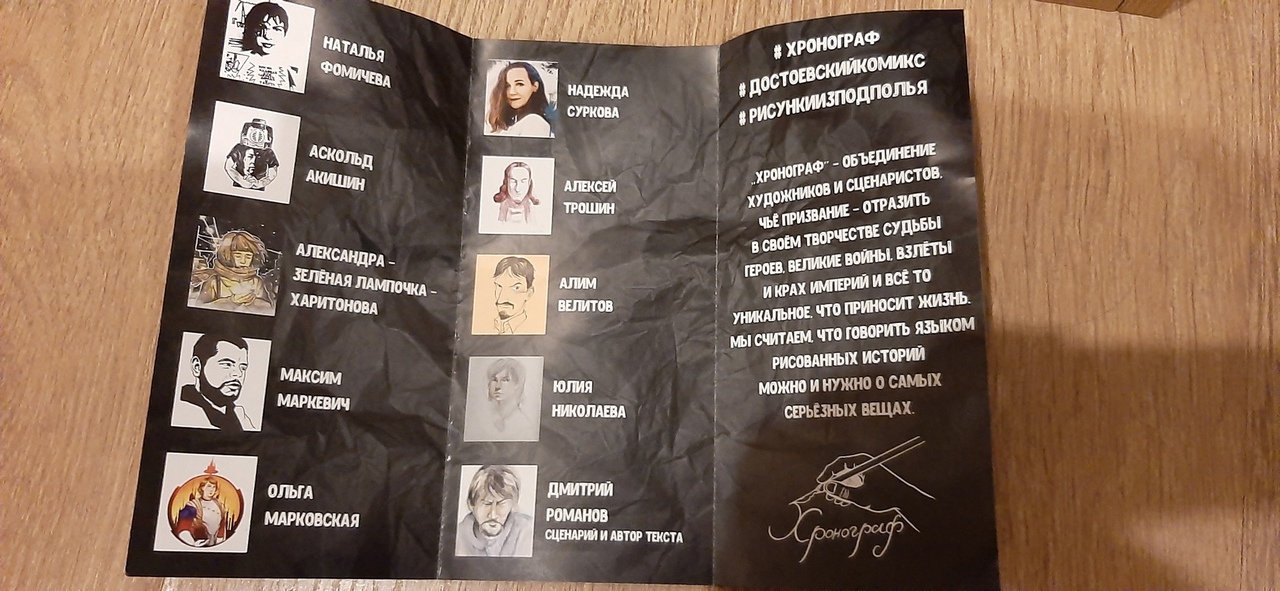 НАТАЛЬЯ
ФОМИЧЕВА
АСКОЛЬД
АКИШИН
АЛЕКСАНДРА -
ЗЕЛЁНАЯ ЛАМПОЧКА -
ХАРИТОНОВА
МАКСИМ
МАРКЕВИЧ
ОЛЬГА
МАРКОВСКАЯ
НАДЕЖДА
СУРКОВА
АЛЕКСЕЙ
ТРОШИН
АЛИМ
ВЕЛИТОВ
ЮЛИЯ
НИКОЛАЕВА
ДМИТРИЙ
РОМАНОВ
СЦЕНАРИЙ И АВТОР ТЕКСТА
# ХРОНОГРАФ
# ДОСТОЕВСКИЙКОМИКС
# РИСУНКИИЗПОДПОЛЬЯ
„ХРОНОГРАФ" - ОБЪЕДИНЕНИЕ
ХУДОЖНИКОВ И СЦЕНАРИСТОВ,
ЧЬЁ ПРИЗВАНИЕ - ОТРАЗИТЬ
В СВОЁМ ТВОРЧЕСТВЕ СУДЬБЫ
ГЕРОЕВ, ВЕЛИКИЕ ВОЙНЫ, ВЗЛЁТЫ
И КРАХ ИМПЕРИЙ И ВСЁ ТО
УНИКАЛЬНОЕ, ЧТО ПРИНОСИТ ЖИЗНЬ.
МЫ СЧИТАЕМ, ЧТО ГОВОРИТЬ ЯЗЫКОМ
РИСОВАННЫХ ИСТОРИЙ
МОЖНО И НУЖНО О САМЫХ
СЕРЬЁЗНЫХ ВЕЩАХ.
Хронограф